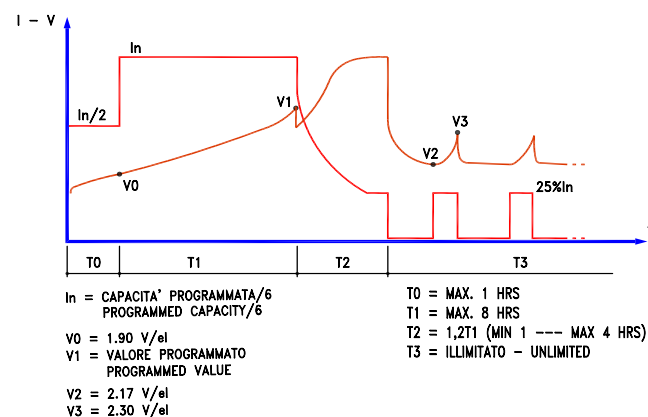 I - V
In
In/2
V1
V3
V0
V2
25%In
T0 T1 T2 T3
In = CAPACITA' PROGRAMMATA/6
PROGRAMMED CAPACITY/6
V0 = 1.90 V/el
V1 = VALORE PROGRAMMATO
PROGRAMMED VALUE
V2 = 2.17 V/el
V3 = 2.30 V/el
T0 = MAX. 1 HRS
T1 = MAX. 8 HRS
T2 = 1,2T1 (MIN 1 --- MAX 4 HRS)
T3 = ILLIMITATO - UNLIMITED